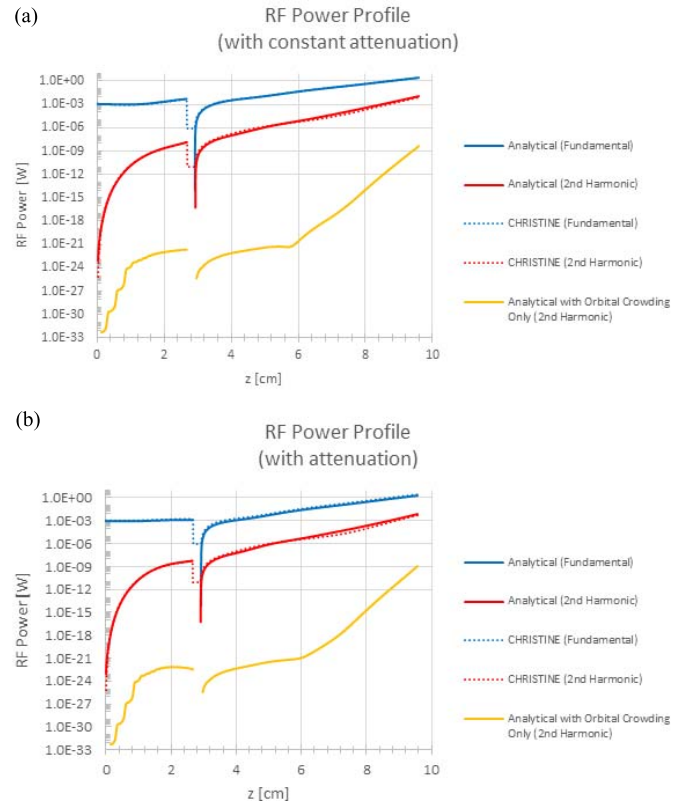 (a)
RF Power Profile
(with constant attenuation)
1.0E+00
1.0E-03
1.0E-06
1.0E-09
1.0E-12
1.0E-15
1.0E-18
1.0E-21
1.0E-24
1.0E-27
1.0E-30
1.0E-33
RF Power [W]
0 2 4 6 8 10
z [cm]
Analytical (Fundamental)
Analytical (2nd Harmonic)
CHRISTINE (Fundamental)
CHRISTINE (2nd Harmonic)
Analytical with Orbital Crowding
Only (2nd Harmonic)
(b)
RF Power Profile
(with attenuation)
1.0E+00
1.0E-03
1.0E-06
1.0E-09
1.0E-12
1.0E-15
1.0E-18
1.0E-21
1.0E-24
1.0E-27
1.0E-30
1.0E-33
RF Power [W]
0 2 4 6 8 10
z [cm]
Analytical (Fundamental)
Analytical (2nd Harmonic)
CHRISTINE (Fundamental)
CHRISTINE (2nd Harmonic)
Analytical with Orbital Crowding
Only (2nd Harmonic)